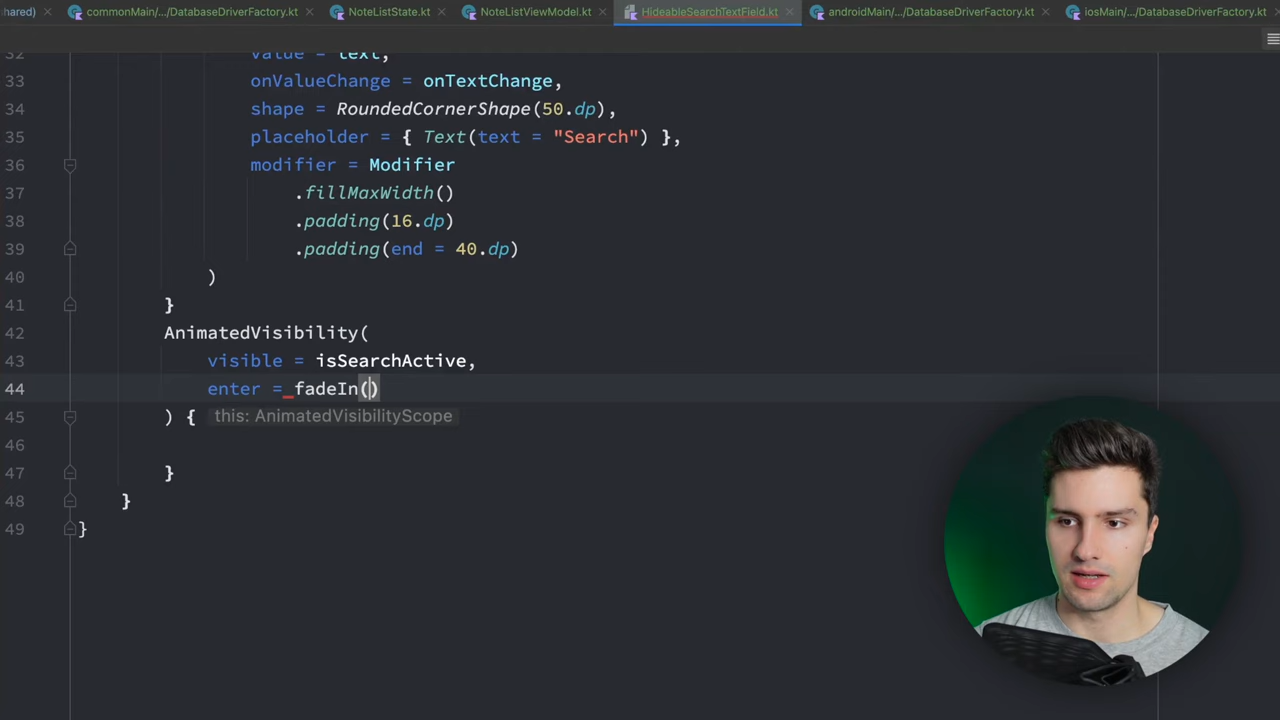 shared) × commonMain/.../DatabaseDriverFactory.kt × NoteListState.kt × NoteListViewModel.kt × HideableSearchTextField.kt × androidMain/.../DatabaseDriverFactory.kt × iosMain/.../DatabaseDriverFactory.kt ×
32 value = text,
33 onValueChange = onTextChange,
34 shape = RoundedCornerShape(50.dp),
35 placeholder = { Text(text = "Search") },
36 modifier = Modifier
37 .fillMaxWidth()
38 .padding(16.dp)
39 .padding(end = 40.dp)
40 )
41 }
42 AnimatedVisibility(
43 visible = isSearchActive,
44 enter = fadeIn()
45 ) { this: AnimatedVisibilityScope
46
47 }
48 }
49 }